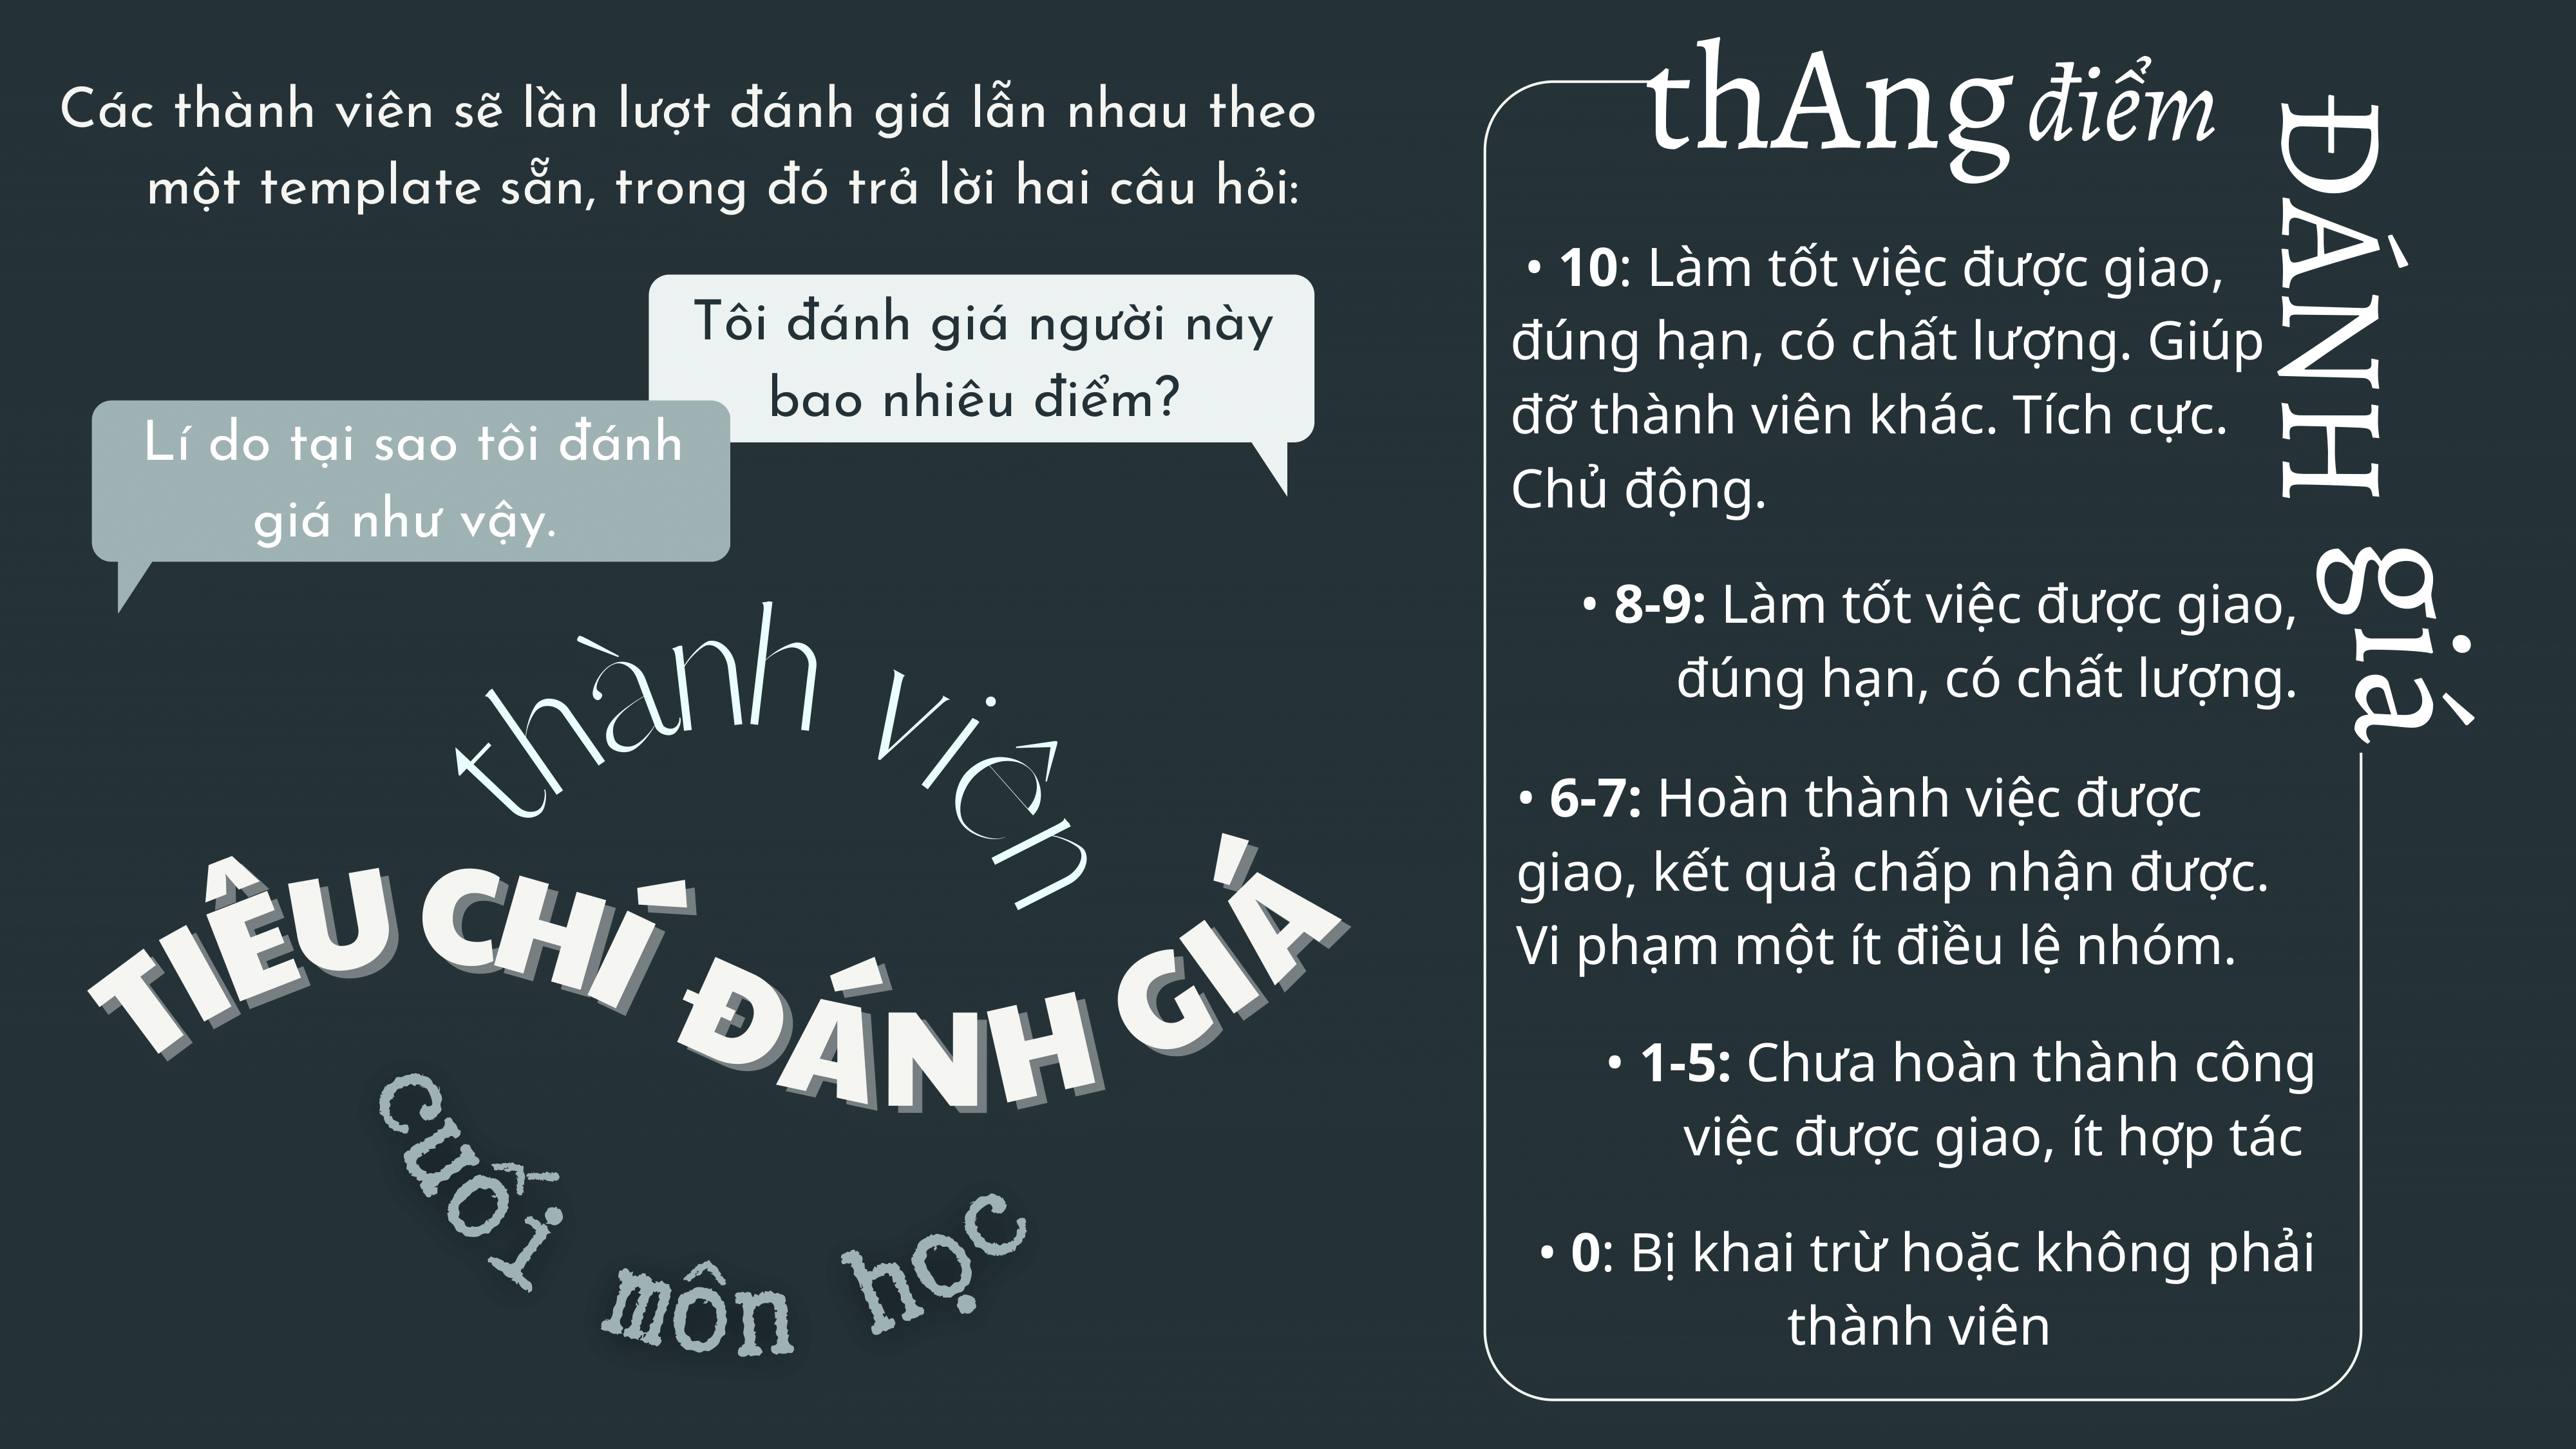 Các thành viên sẽ lần lượt đánh giá lẫn nhau theo
một template sẵn, trong đó trả lời hai câu hỏi:
Tôi đánh giá người này
bao nhiêu điểm?
Lí do tại sao tôi đánh
giá như vậy.
thành viên
TIÊU CHÍ ĐÁNH GIÁ
cuối môn học
thAng điểm
ĐÁNH giá
• 10: Làm tốt việc được giao,
đúng hạn, có chất lượng. Giúp
đỡ thành viên khác. Tích cực.
Chủ động.
• 8-9: Làm tốt việc được giao,
đúng hạn, có chất lượng.
• 6-7: Hoàn thành việc được
giao, kết quả chấp nhận được.
Vi phạm một ít điều lệ nhóm.
• 1-5: Chưa hoàn thành công
việc được giao, ít hợp tác
• 0: Bị khai trừ hoặc không phải
thành viên